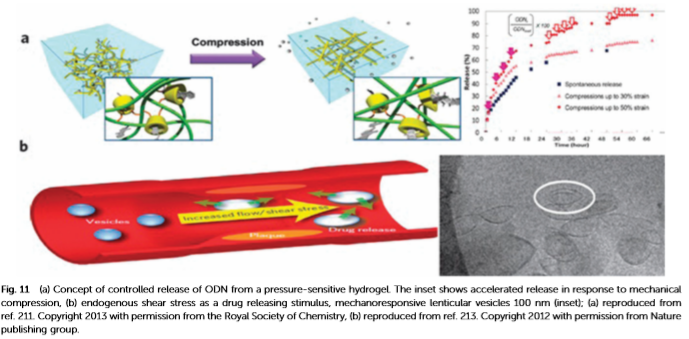 a
Compression
100
90
80
70
60
50
40
30
20
10
0
Release (%)
X 100
Spontaneous release
Compressions up to 30% strain
Compressions up to 50% strain
0 6 12 18 24 30 36 42 48 54 60 66
Time (hour)
b
Vesicles
Increased flow/shear stress
Plaque
Drug release
Fig. 11 (a) Concept of controlled release of ODN from a pressure-sensitive hydrogel. The inset shows accelerated release in response to mechanical
compression, (b) endogenous shear stress as a drug releasing stimulus, mechanoresponsive lenticular vesicles 100 nm (inset); (a) reproduced from
ref. 211. Copyright 2013 with permission from the Royal Society of Chemistry, (b) reproduced from ref. 213. Copyright 2012 with permission from Nature
publishing group.